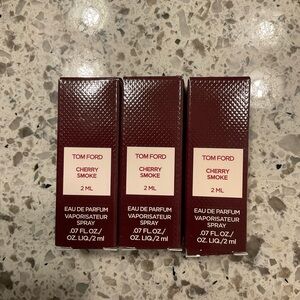 TOM FORD
CHERRY
SMOKE
2 ML
EAU DE PARFUM
VAPORISATEUR
SPRAY
.07 FL. OZ./
OZ. LIQ./2 ml
TOM FORD
CHERRY
SMOKE
2 ML
EAU DE PARFUM
VAPORISATEUR
SPRAY
.07 FL. OZ./
OZ. LIQ./2 ml
TOM FORD
CHERRY
SMOKE
2 ML
EAU DE PARFUM
VAPORISATEUR
SPRAY
.07 FL. OZ./
OZ. LIQ./2 ml